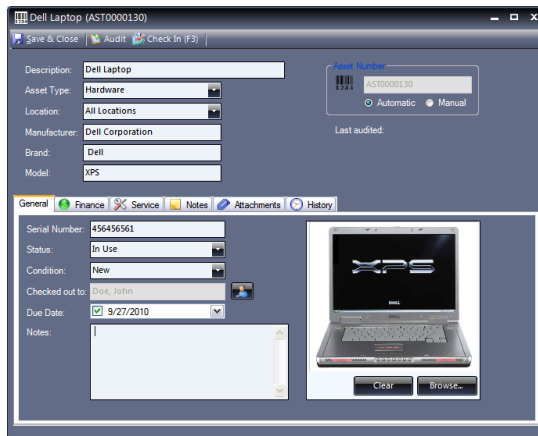 Dell Laptop (AST0000130)
Save & Close Audit Check In (F3)
Description: Dell Laptop
Asset Type: Hardware
Location: All Locations
Manufacturer: Dell Corporation
Brand: Dell
Model: XPS
Asset Number
AST0000130
Automatic Manual
Last audited:
General Finance Service Notes Attachments History
Serial Number: 456456561
Status: In Use
Condition: New
Checked out to: Doe, John
Due Date: 9/27/2010
Notes:
XPS
DELL
Clear Browse...